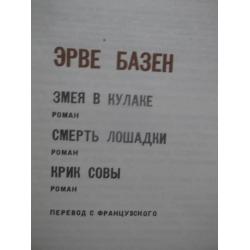 ЭРВЕ БАЗЕН
ЗМЕЯ В КУЛАКЕ
РОМАН
СМЕРТЬ ЛОШАДКИ
РОМАН
КРИК СОВЫ
РОМАН
ПЕРЕВОД С ФРАНЦУЗСКОГО